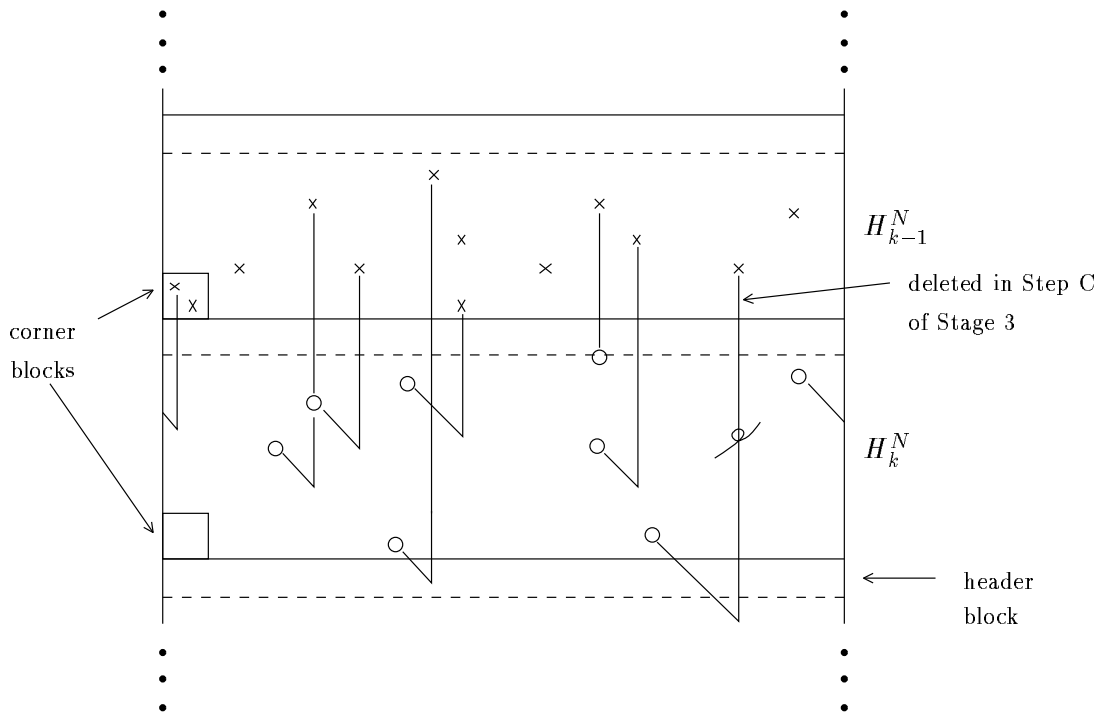 H_{k-1}^N
deleted in Step C
of Stage 3
corner
blocks
H_k^N
header
block